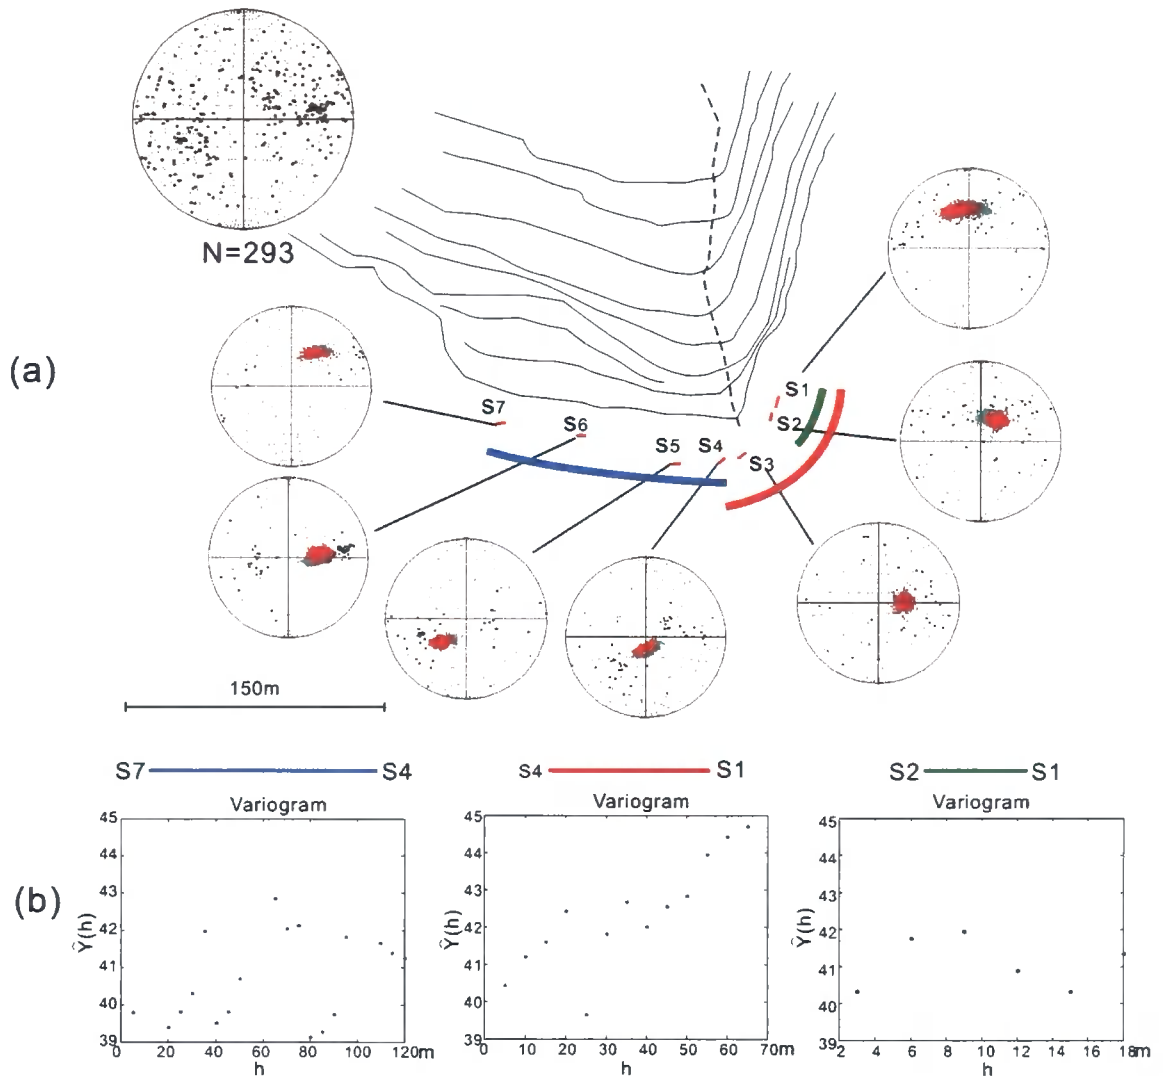 N=293
(a)
S1
S2
S7
S6
S5
S4
S3
150m
S7 S4
S4 S1
S2 S1
Variogram
Variogram
Variogram
(b)
Ŷ(h)
45
44
43
42
41
40
39
0 20 40 60 80 100 120m
h
Ŷ(h)
45
44
43
42
41
40
39
0 10 20 30 40 50 60 70m
h
Ŷ(h)
45
44
43
42
41
40
39
2 4 6 8 10 12 14 16 18m
h